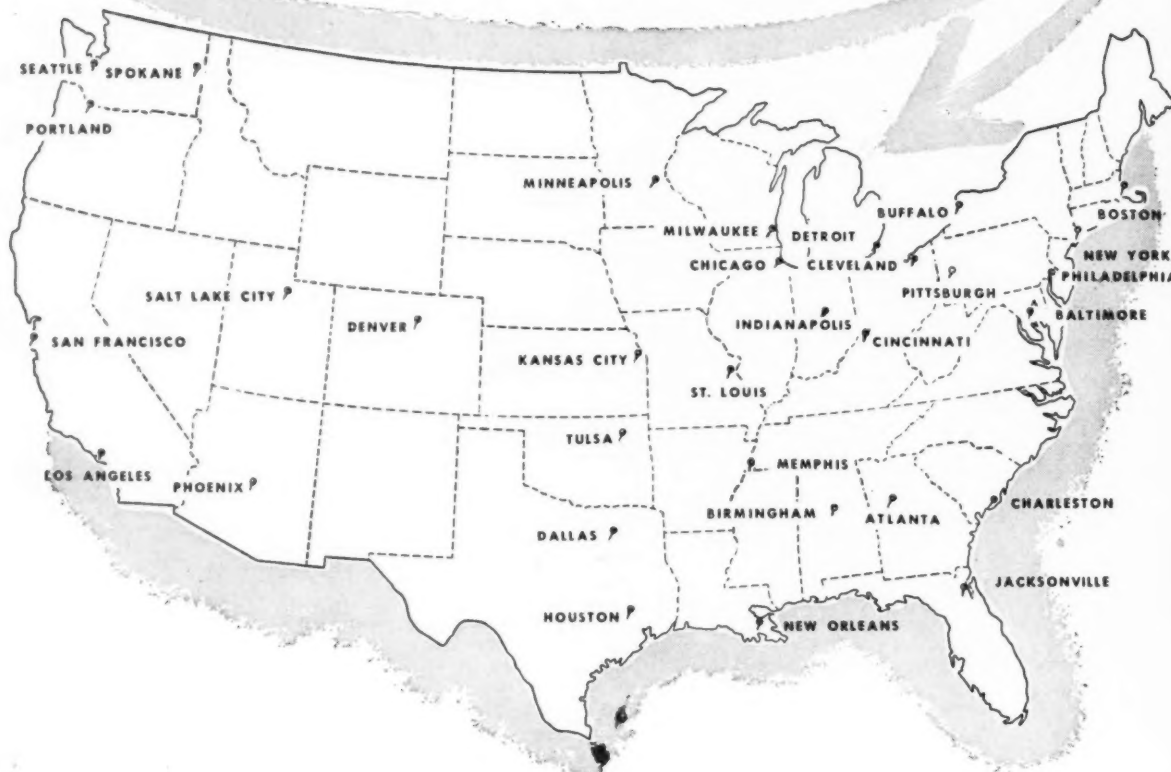 SEATTLE
SPOKANE
PORTLAND
MINNEAPOLIS
BUFFALO
BOSTON
MILWAUKEE
DETROIT
NEW YORK
CHICAGO
CLEVELAND
PHILADELPHIA
SALT LAKE CITY
PITTSBURGH
DENVER
INDIANAPOLIS
BALTIMORE
SAN FRANCISCO
KANSAS CITY
CINCINNATI
ST. LOUIS
TULSA
LOS ANGELES
MEMPHIS
PHOENIX
BIRMINGHAM
ATLANTA
CHARLESTON
DALLAS
JACKSONVILLE
HOUSTON
NEW ORLEANS